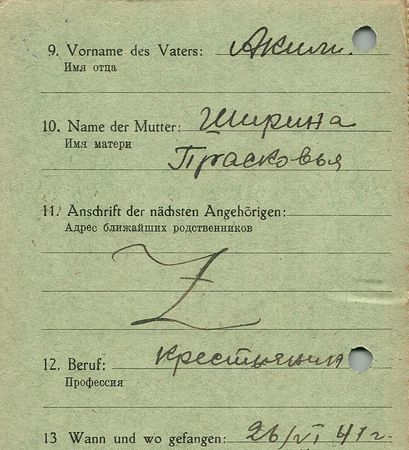 9. Vorname des Vaters: Аким.
Имя отца
10. Name der Mutter: Ширина
Имя матери
Прасковья
11. Anschrift der nächsten Angehörigen:
Адрес ближайших родственников
Z
12. Beruf: крестьянин
Профессия
13 Wann und wo gefangen: 26/VI 41 г.